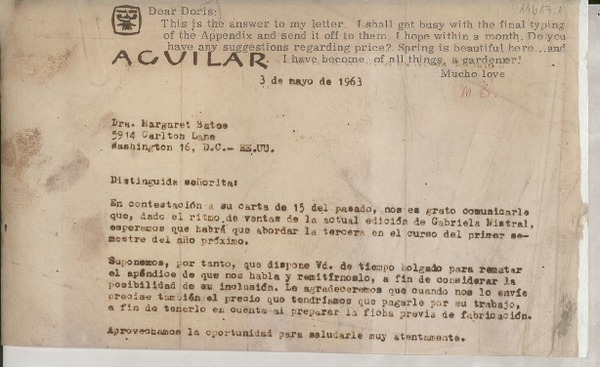 Dear Doris:
This is the answer to my letter. I shall get busy with the final typing
of the Appendix and send it off to them, I hope within a month. Do you
have any suggestions regarding price? Spring is beautiful here...and
I have become, of all things, a gardener!
Mucho love
M. B.
AGUILAR
3 de mayo de 1963
Dra. Margaret Bates
5914 Carlton Lane
Washington 16, D.C.- EE.UU.
Distinguida señorita:
En contestación a su carta de 15 del pasado, nos es grato comunicarle
que, dado el ritmo de ventas de la actual edición de Gabriela Mistral,
esperamos que habrá que abordar la tercera en el curso del primer se-
mestre del año próximo.
Suponemos, por tanto, que dispone Vd. de tiempo holgado para rematar
el apéndice de que nos habla y remitírnoslo, a fin de considerar la
posibilidad de su inclusión. Le agradeceremos que cuando nos lo envíe
precise también el precio que tendríamos que pagarle por su trabajo,
a fin de tenerlo en cuenta al preparar la ficha previa de fabricación.
Aprovechamos la oportunidad para saludarle muy atentamente.